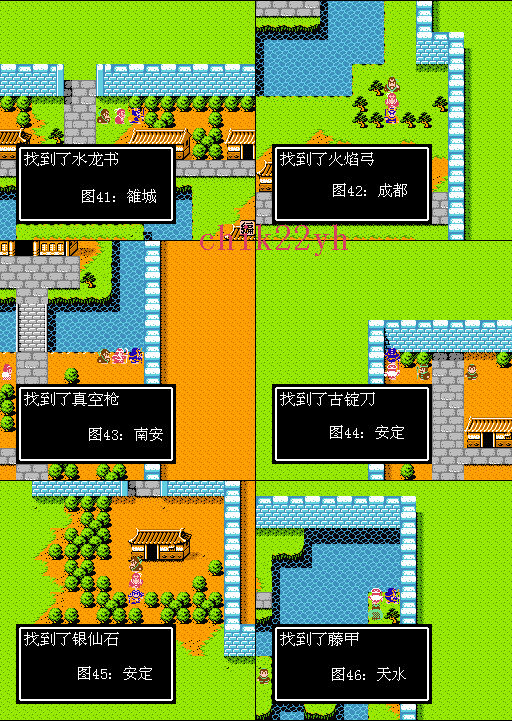 找到了水龙书
图41: 雒城
找到了火焰弓
图42: 成都
编
ch1k22yh
找到了真空枪
图43: 南安
找到了古锭刀
图44: 安定
找到了银仙石
图45: 安定
找到了藤甲
图46: 天水